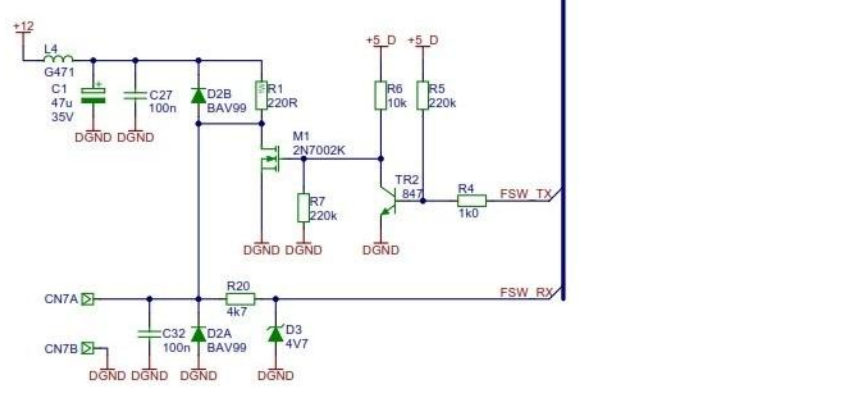 +12
L4
G471
C1
47u
35V
+
C27
100n
D2B
BAV99
R1
220R
+5_D
+5_D
R6
10k
R5
220k
DGND
DGND
M1
2N7002K
R7
220k
TR2
847
R4
1k0
FSW_TX
DGND
DGND
DGND
CN7A
R20
4k7
FSW_RX
C32
100n
D2A
BAV99
D3
4V7
CN7B
DGND
DGND
DGND
DGND